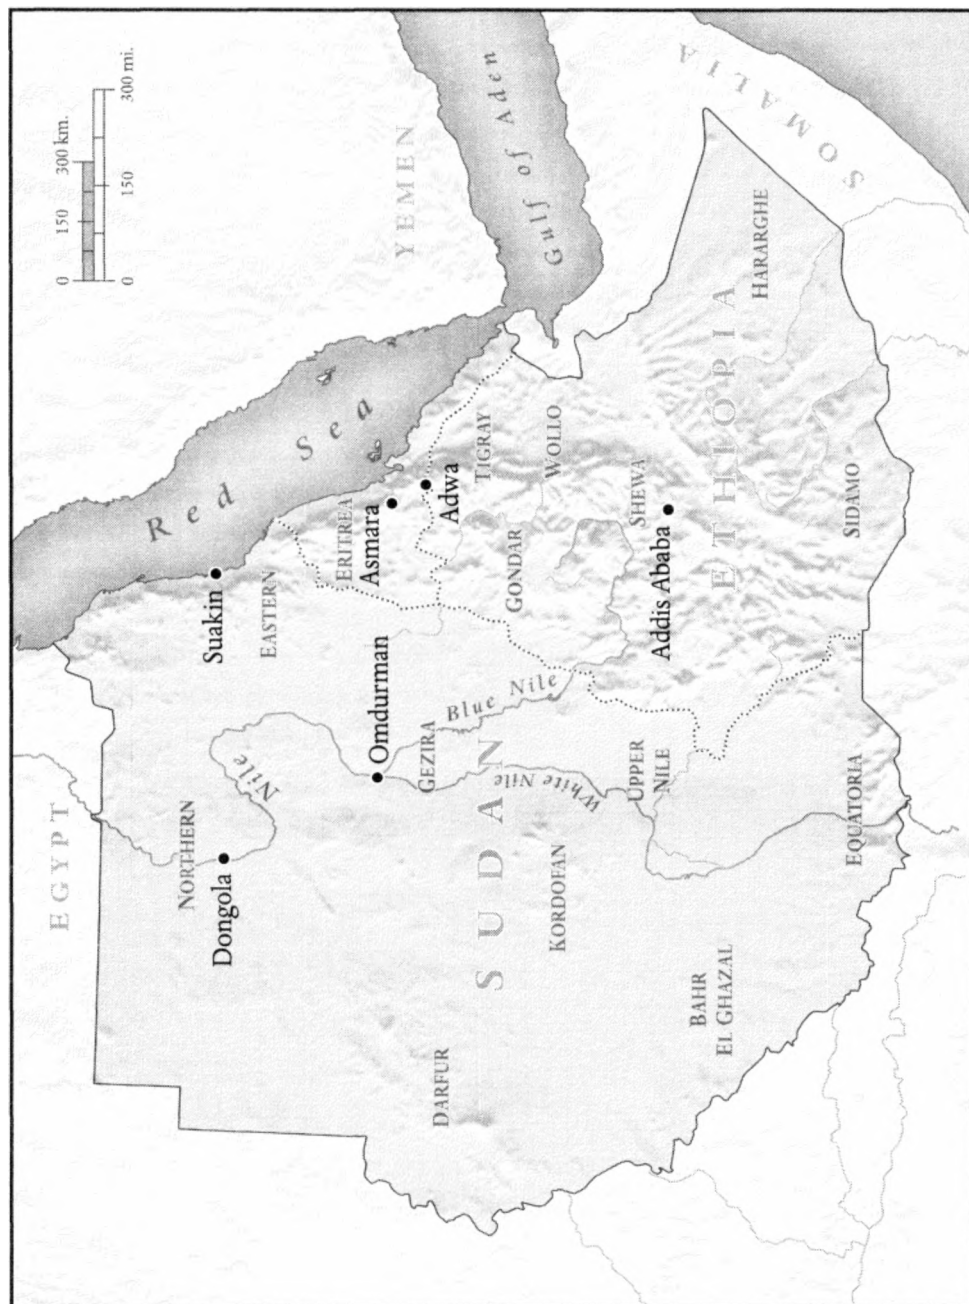 EGYPT
Red Sea
YEMEN
Gulf of Aden
SOMALIA
0 150 300 km.
0 150 300 mi.
NORTHERN
Dongola
Nile
Suakin
EASTERN
ERITREA
Asmara
Adwa
Omdurman
GEZIRA
Blue Nile
White Nile
SUDAN
DARFUR
KORDOFAN
UPPER
NILE
BAHR
EL GHAZAL
EQUATORIA
TIGRAY
GONDAR
WOLLO
SHEWA
Addis Ababa
ETHIOPIA
HARARGHE
SIDAMO